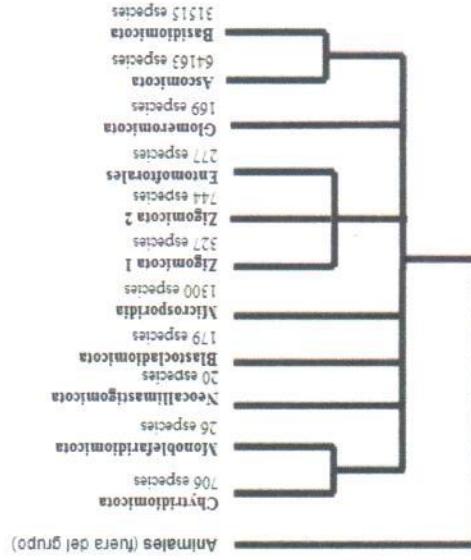 Animales (fuera del grupo)
Chytridiomicota
706 especies
Monoblefaridiomicota
26 especies
Neocallimastigomicota
20 especies
Blastocladiomicota
179 especies
Microsporidia
1300 especies
Zigomicota 1
327 especies
Zigomicota 2
744 especies
Entomoftorales
277 especies
Glomeromicota
169 especies
Ascomicota
64163 especies
Basidiomicota
31515 especies